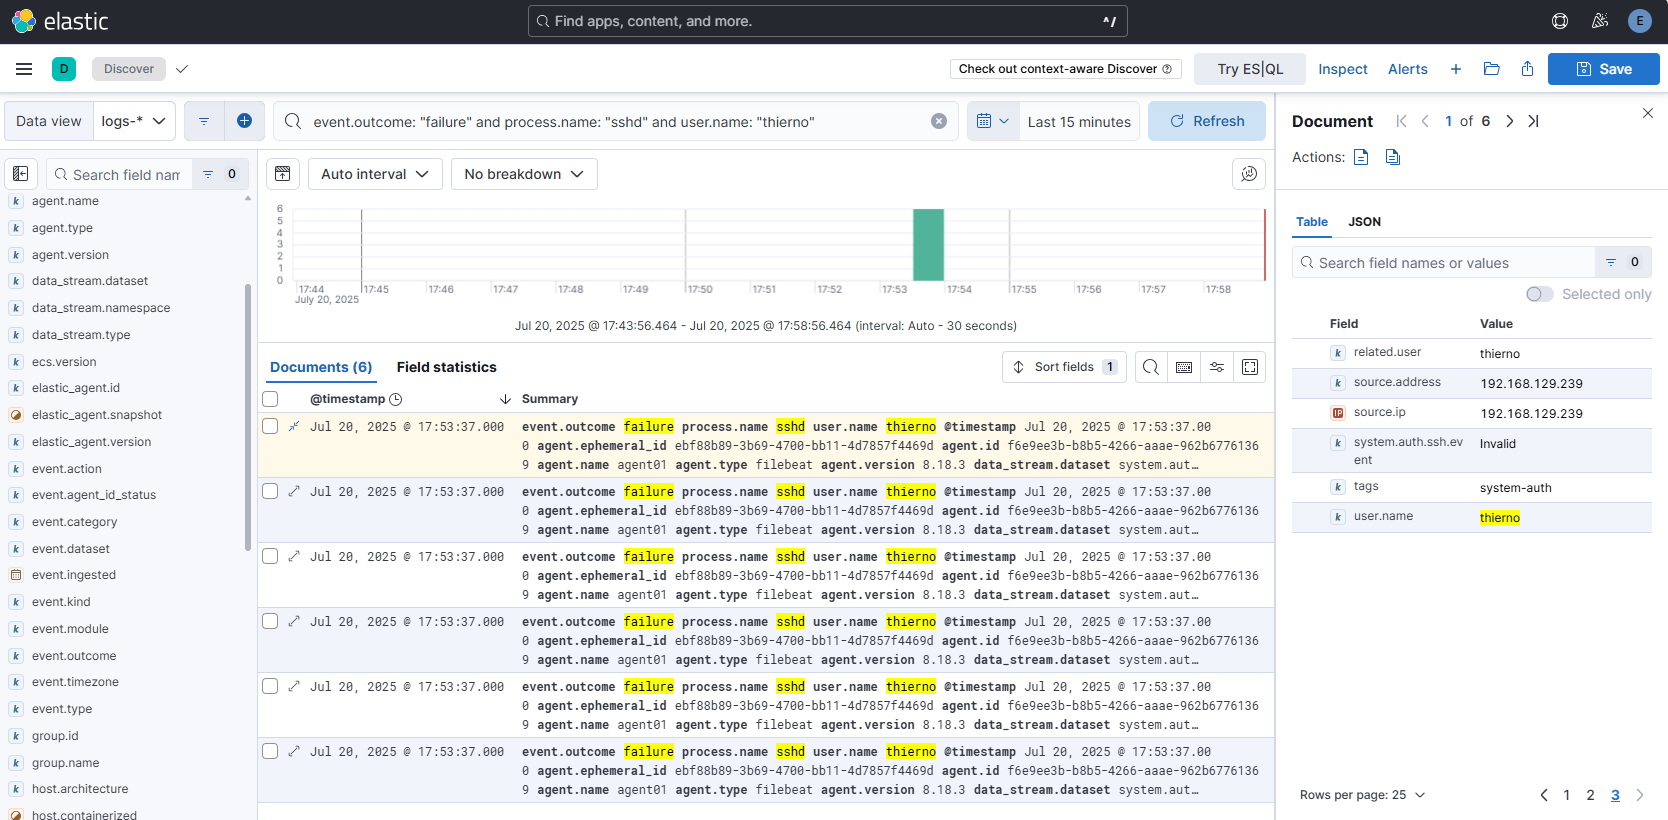 elastic
Find apps, content, and more.
^/
E
D
Discover
Check out context-aware Discover
Try ES|QL
Inspect
Alerts
Save
Data view
logs-*
event.outcome: "failure" and process.name: "sshd" and user.name: "thierno"
Last 15 minutes
Refresh
Search field nam
0
agent.name
agent.type
agent.version
data_stream.dataset
data_stream.namespace
data_stream.type
ecs.version
elastic_agent.id
elastic_agent.snapshot
elastic_agent.version
event.action
event.agent_id_status
event.category
event.dataset
event.ingested
event.kind
event.module
event.outcome
event.timezone
event.type
group.id
group.name
host.architecture
host.containerized
Auto interval
No breakdown
6
5
4
3
2
1
0
17:44 17:45 17:46 17:47 17:48 17:49 17:50 17:51 17:52 17:53 17:54 17:55 17:56 17:57 17:58
July 20, 2025
Jul 20, 2025 @ 17:43:56.464 - Jul 20, 2025 @ 17:58:56.464 (interval: Auto - 30 seconds)
Documents (6)
Field statistics
Sort fields 1
@timestamp
Summary
Jul 20, 2025 @ 17:53:37.000 event.outcome failure process.name sshd user.name thierno @timestamp Jul 20, 2025 @ 17:53:37.00
0 agent.ephemeral_id ebf88b89-3b69-4700-bb11-4d7857f4469d agent.id f6e9ee3b-b8b5-4266-aaae-962b6776136
9 agent.name agent01 agent.type filebeat agent.version 8.18.3 data_stream.dataset system.aut…
Jul 20, 2025 @ 17:53:37.000 event.outcome failure process.name sshd user.name thierno @timestamp Jul 20, 2025 @ 17:53:37.00
0 agent.ephemeral_id ebf88b89-3b69-4700-bb11-4d7857f4469d agent.id f6e9ee3b-b8b5-4266-aaae-962b6776136
9 agent.name agent01 agent.type filebeat agent.version 8.18.3 data_stream.dataset system.aut…
Jul 20, 2025 @ 17:53:37.000 event.outcome failure process.name sshd user.name thierno @timestamp Jul 20, 2025 @ 17:53:37.00
0 agent.ephemeral_id ebf88b89-3b69-4700-bb11-4d7857f4469d agent.id f6e9ee3b-b8b5-4266-aaae-962b6776136
9 agent.name agent01 agent.type filebeat agent.version 8.18.3 data_stream.dataset system.aut…
Jul 20, 2025 @ 17:53:37.000 event.outcome failure process.name sshd user.name thierno @timestamp Jul 20, 2025 @ 17:53:37.00
0 agent.ephemeral_id ebf88b89-3b69-4700-bb11-4d7857f4469d agent.id f6e9ee3b-b8b5-4266-aaae-962b6776136
9 agent.name agent01 agent.type filebeat agent.version 8.18.3 data_stream.dataset system.aut…
Jul 20, 2025 @ 17:53:37.000 event.outcome failure process.name sshd user.name thierno @timestamp Jul 20, 2025 @ 17:53:37.00
0 agent.ephemeral_id ebf88b89-3b69-4700-bb11-4d7857f4469d agent.id f6e9ee3b-b8b5-4266-aaae-962b6776136
9 agent.name agent01 agent.type filebeat agent.version 8.18.3 data_stream.dataset system.aut…
Jul 20, 2025 @ 17:53:37.000 event.outcome failure process.name sshd user.name thierno @timestamp Jul 20, 2025 @ 17:53:37.00
0 agent.ephemeral_id ebf88b89-3b69-4700-bb11-4d7857f4469d agent.id f6e9ee3b-b8b5-4266-aaae-962b6776136
9 agent.name agent01 agent.type filebeat agent.version 8.18.3 data_stream.dataset system.aut…
Document
1 of 6
Actions:
Table
JSON
Search field names or values
0
Selected only
Field Value
related.user thierno
source.address 192.168.129.239
IP source.ip 192.168.129.239
system.auth.ssh.ev Invalid
ent
tags system-auth
user.name thierno
Rows per page: 25
1 2 3